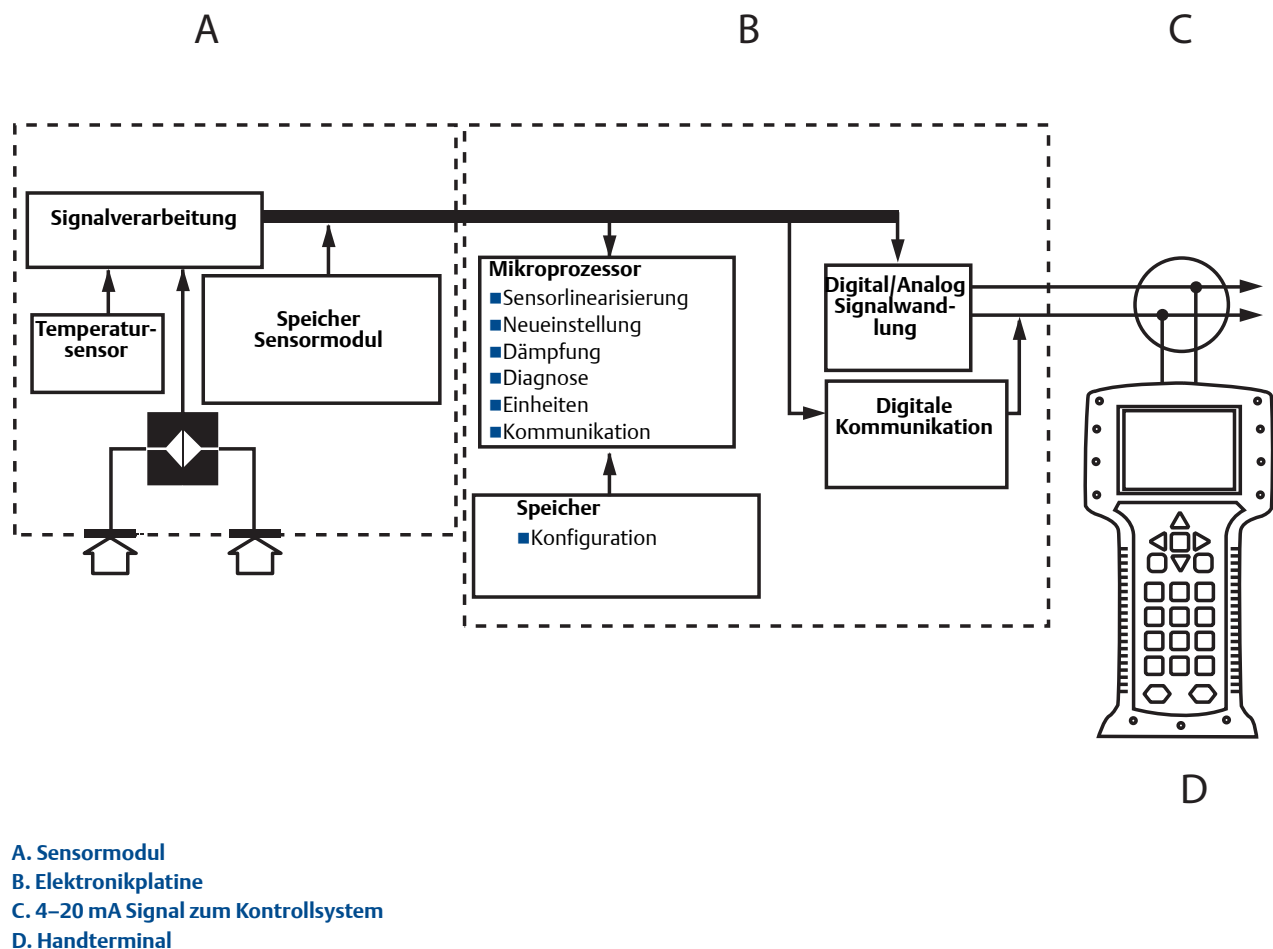 A
B
C
Signalverarbeitung
Temperatur-
sensor
Speicher
Sensormodul
Mikroprozessor
■Sensorlinearisierung
■Neueinstellung
■Dämpfung
■Diagnose
■Einheiten
■Kommunikation
Speicher
■Konfiguration
Digital/Analog
Signalwand-
lung
Digitale
Kommunikation
D
A. Sensormodul
B. Elektronikplatine
C. 4–20 mA Signal zum Kontrollsystem
D. Handterminal